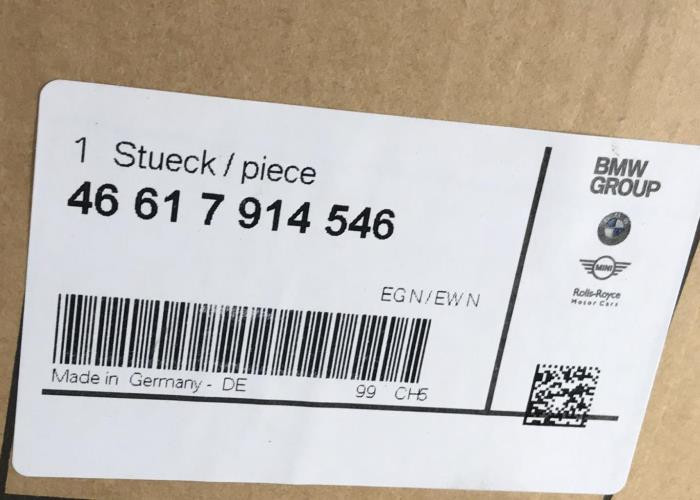 1 Stueck / piece
46 61 7 914 546
EGN/EWN
Made in Germany - DE
99 CH5
BMW
GROUP
MINI
Rolls-Royce
Motor Cars